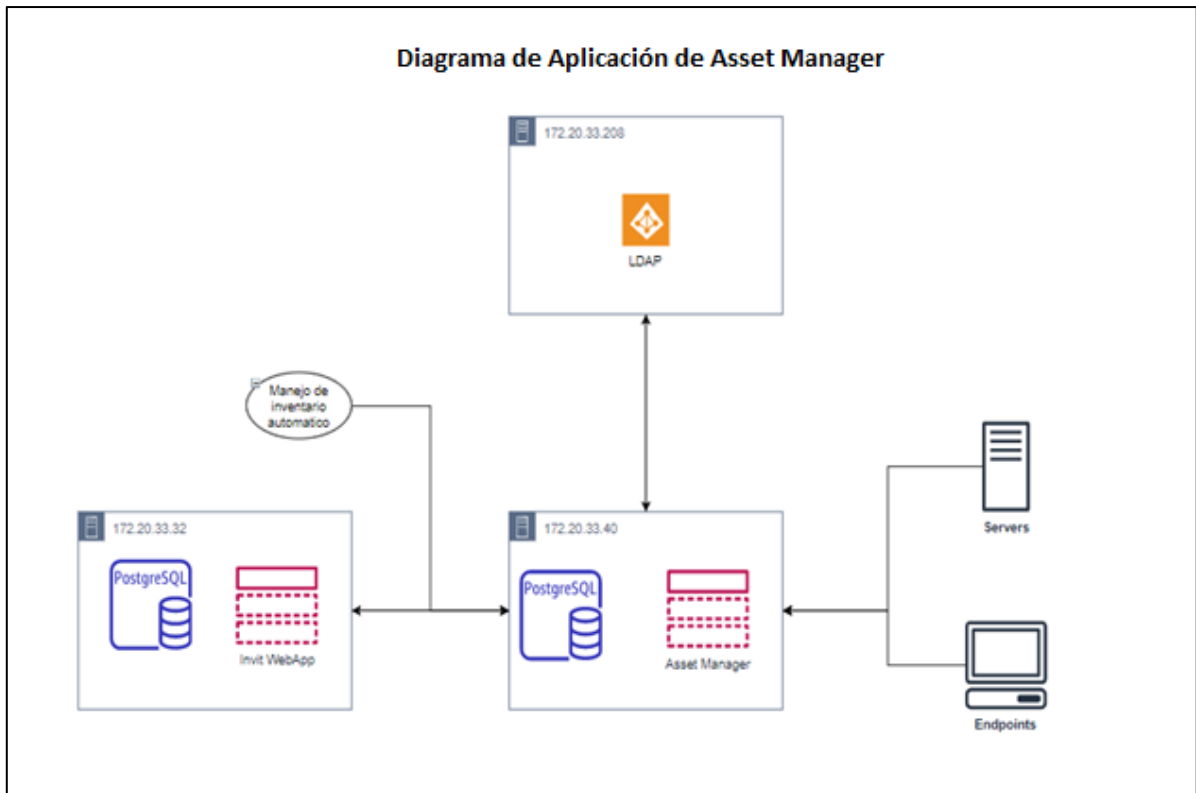 Diagrama de Aplicación de Asset Manager
172.20.33.208
LDAP
Manejo de
inventario
automatico
172.20.33.32
PostgreSQL
Invit WebApp
172.20.33.40
PostgreSQL
Asset Manager
Servers
Endpoints